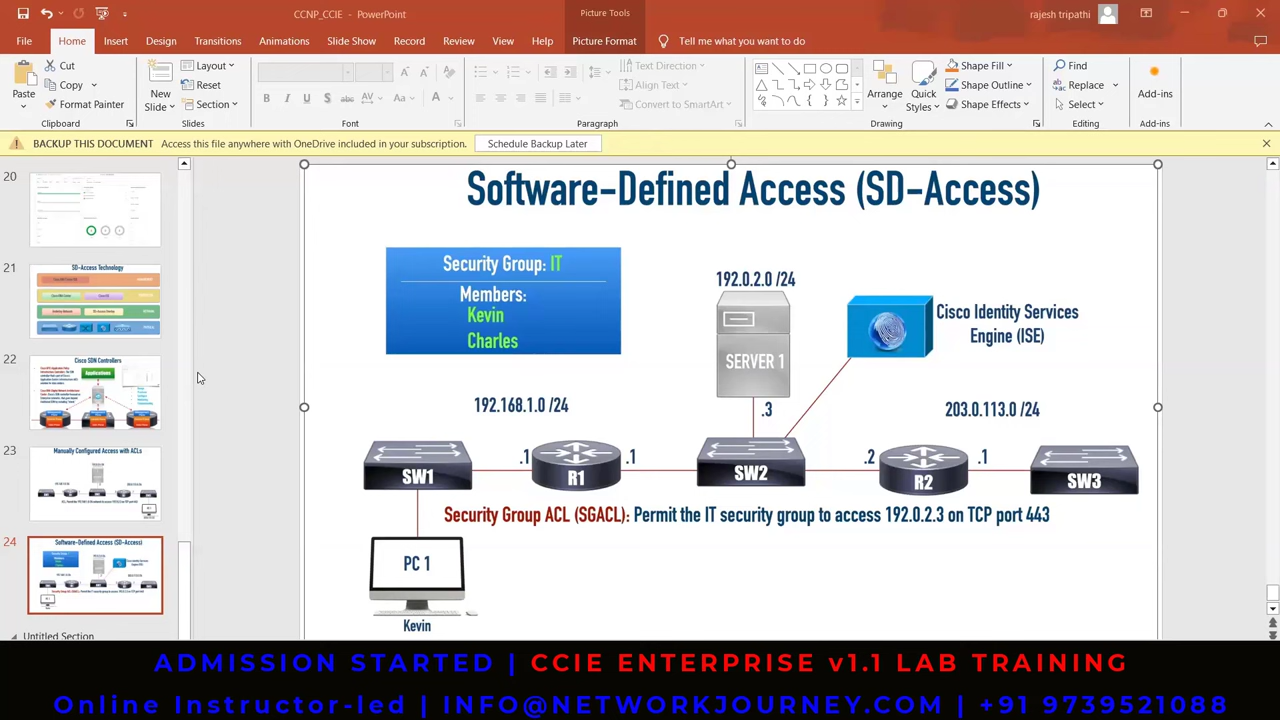 CCNP_CCIE - PowerPoint
Picture Tools
rajesh tripathi
File
Home
Insert
Design
Transitions
Animations
Slide Show
Record
Review
View
Help
Picture Format
Tell me what you want to do
Paste
Cut
Copy
Format Painter
Clipboard
New
Slide
Layout
Reset
Section
Slides
B I U S ab AV Aa A
Font
Text Direction
Align Text
Convert to SmartArt
Paragraph
Arrange
Quick
Styles
Shape Fill
Shape Outline
Shape Effects
Drawing
Find
Replace
Select
Editing
Add-ins
Add-ins
BACKUP THIS DOCUMENT Access this file anywhere with OneDrive included in your subscription.
Schedule Backup Later
20
21
SD-Access Technology
22
Cisco SDN Controllers
Applications
23
Manually Configured Access with ACLs
24
Software-Defined Access (SD-Access)
Untitled Section
Software-Defined Access (SD-Access)
Security Group: IT
Members:
Kevin
Charles
192.0.2.0 /24
SERVER 1
Cisco Identity Services
Engine (ISE)
192.168.1.0 /24
.3
203.0.113.0 /24
SW1
.1
R1
.1
SW2
.2
R2
.1
SW3
Security Group ACL (SGACL): Permit the IT security group to access 192.0.2.3 on TCP port 443
PC 1
Kevin
ADMISSION STARTED | CCIE ENTERPRISE v1.1 LAB TRAINING
Online Instructor-led | INFO@NETWORKJOURNEY.COM | +91 9739521088